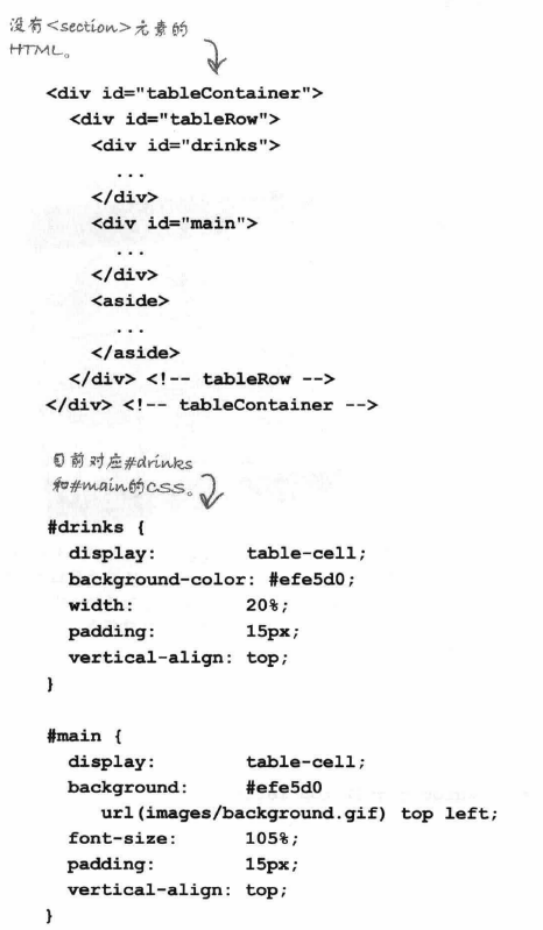 没有<section>元素的
HTML。
<div id="tableContainer">
<div id="tableRow">
<div id="drinks">
...
</div>
<div id="main">
...
</div>
<aside>
...
</aside>
</div> <!-- tableRow -->
</div> <!-- tableContainer -->
目前对应#drinks
和#main的CSS。
#drinks {
display: table-cell;
background-color: #efe5d0;
width: 20%;
padding: 15px;
vertical-align: top;
}
#main {
display: table-cell;
background: #efe5d0
url(images/background.gif) top left;
font-size: 105%;
padding: 15px;
vertical-align: top;
}